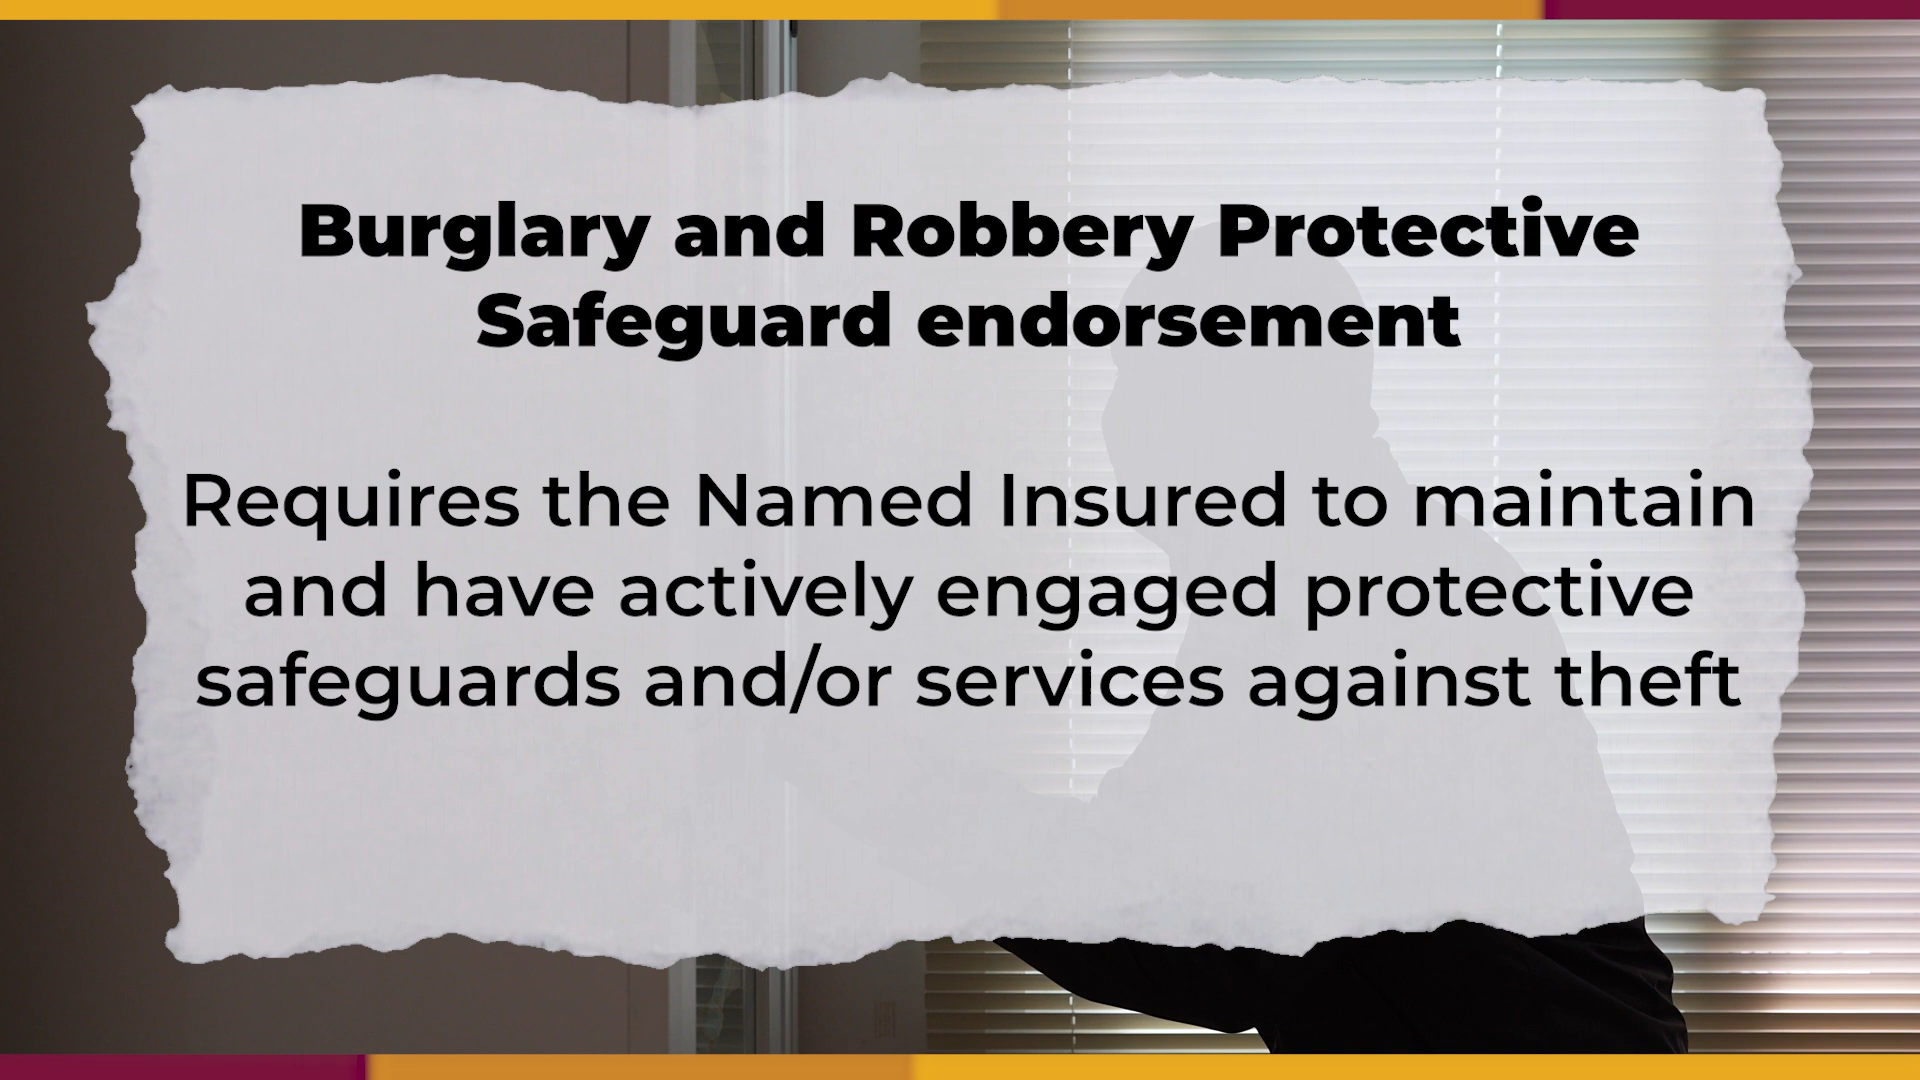 Burglary and Robbery Protective
Safeguard endorsement
Requires the Named Insured to maintain
and have actively engaged protective
safeguards and/or services against theft